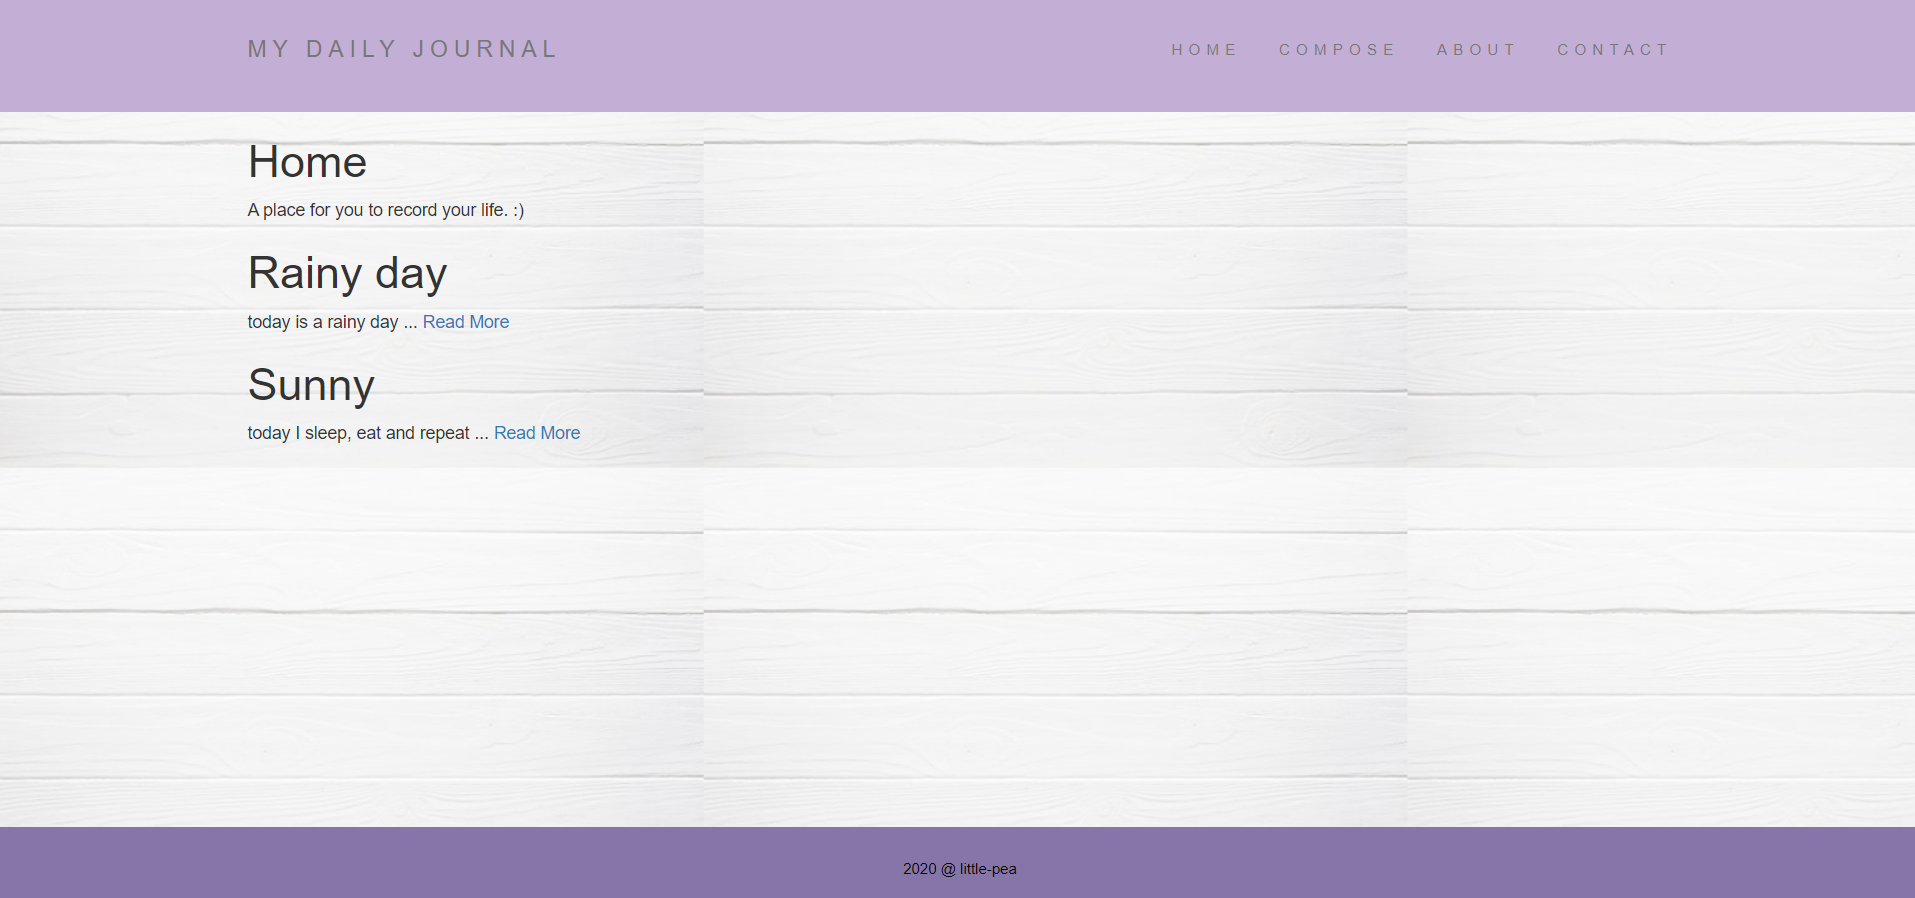 MY DAILY JOURNAL
HOME COMPOSE ABOUT CONTACT
Home
A place for you to record your life. :)
Rainy day
today is a rainy day ... Read More
Sunny
today I sleep, eat and repeat ... Read More
2020 @ little-pea